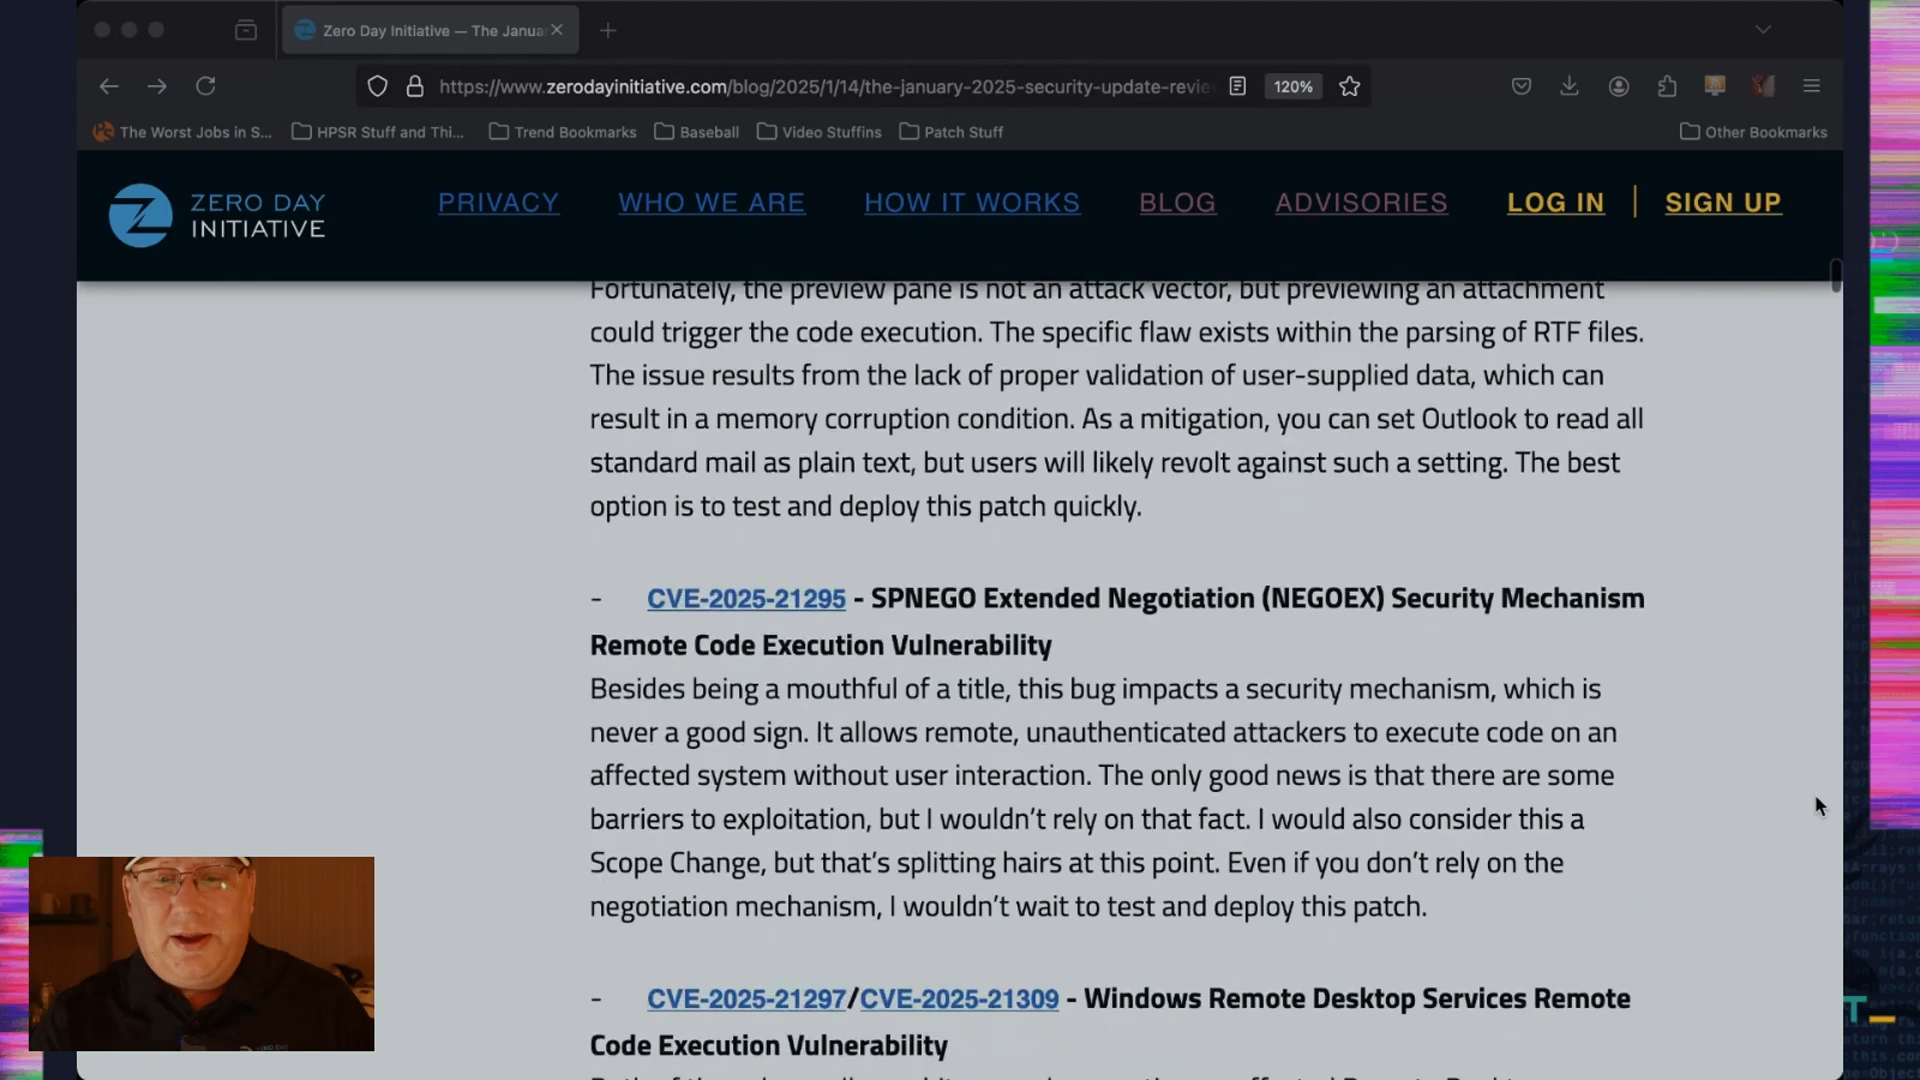 Zero Day Initiative — The Janua
https://www.zerodayinitiative.com/blog/2025/1/14/the-january-2025-security-update-revie
120%
The Worst Jobs in S...
HPSR Stuff and Thi...
Trend Bookmarks
Baseball
Video Stuffins
Patch Stuff
Other Bookmarks
ZERO DAY
INITIATIVE
PRIVACY
WHO WE ARE
HOW IT WORKS
BLOG
ADVISORIES
LOG IN
SIGN UP
Fortunately, the preview pane is not an attack vector, but previewing an attachment
could trigger the code execution. The specific flaw exists within the parsing of RTF files.
The issue results from the lack of proper validation of user-supplied data, which can
result in a memory corruption condition. As a mitigation, you can set Outlook to read all
standard mail as plain text, but users will likely revolt against such a setting. The best
option is to test and deploy this patch quickly.
- CVE-2025-21295 - SPNEGO Extended Negotiation (NEGOEX) Security Mechanism
Remote Code Execution Vulnerability
Besides being a mouthful of a title, this bug impacts a security mechanism, which is
never a good sign. It allows remote, unauthenticated attackers to execute code on an
affected system without user interaction. The only good news is that there are some
barriers to exploitation, but I wouldn’t rely on that fact. I would also consider this a
Scope Change, but that’s splitting hairs at this point. Even if you don’t rely on the
negotiation mechanism, I wouldn’t wait to test and deploy this patch.
- CVE-2025-21297/CVE-2025-21309 - Windows Remote Desktop Services Remote
Code Execution Vulnerability
T_